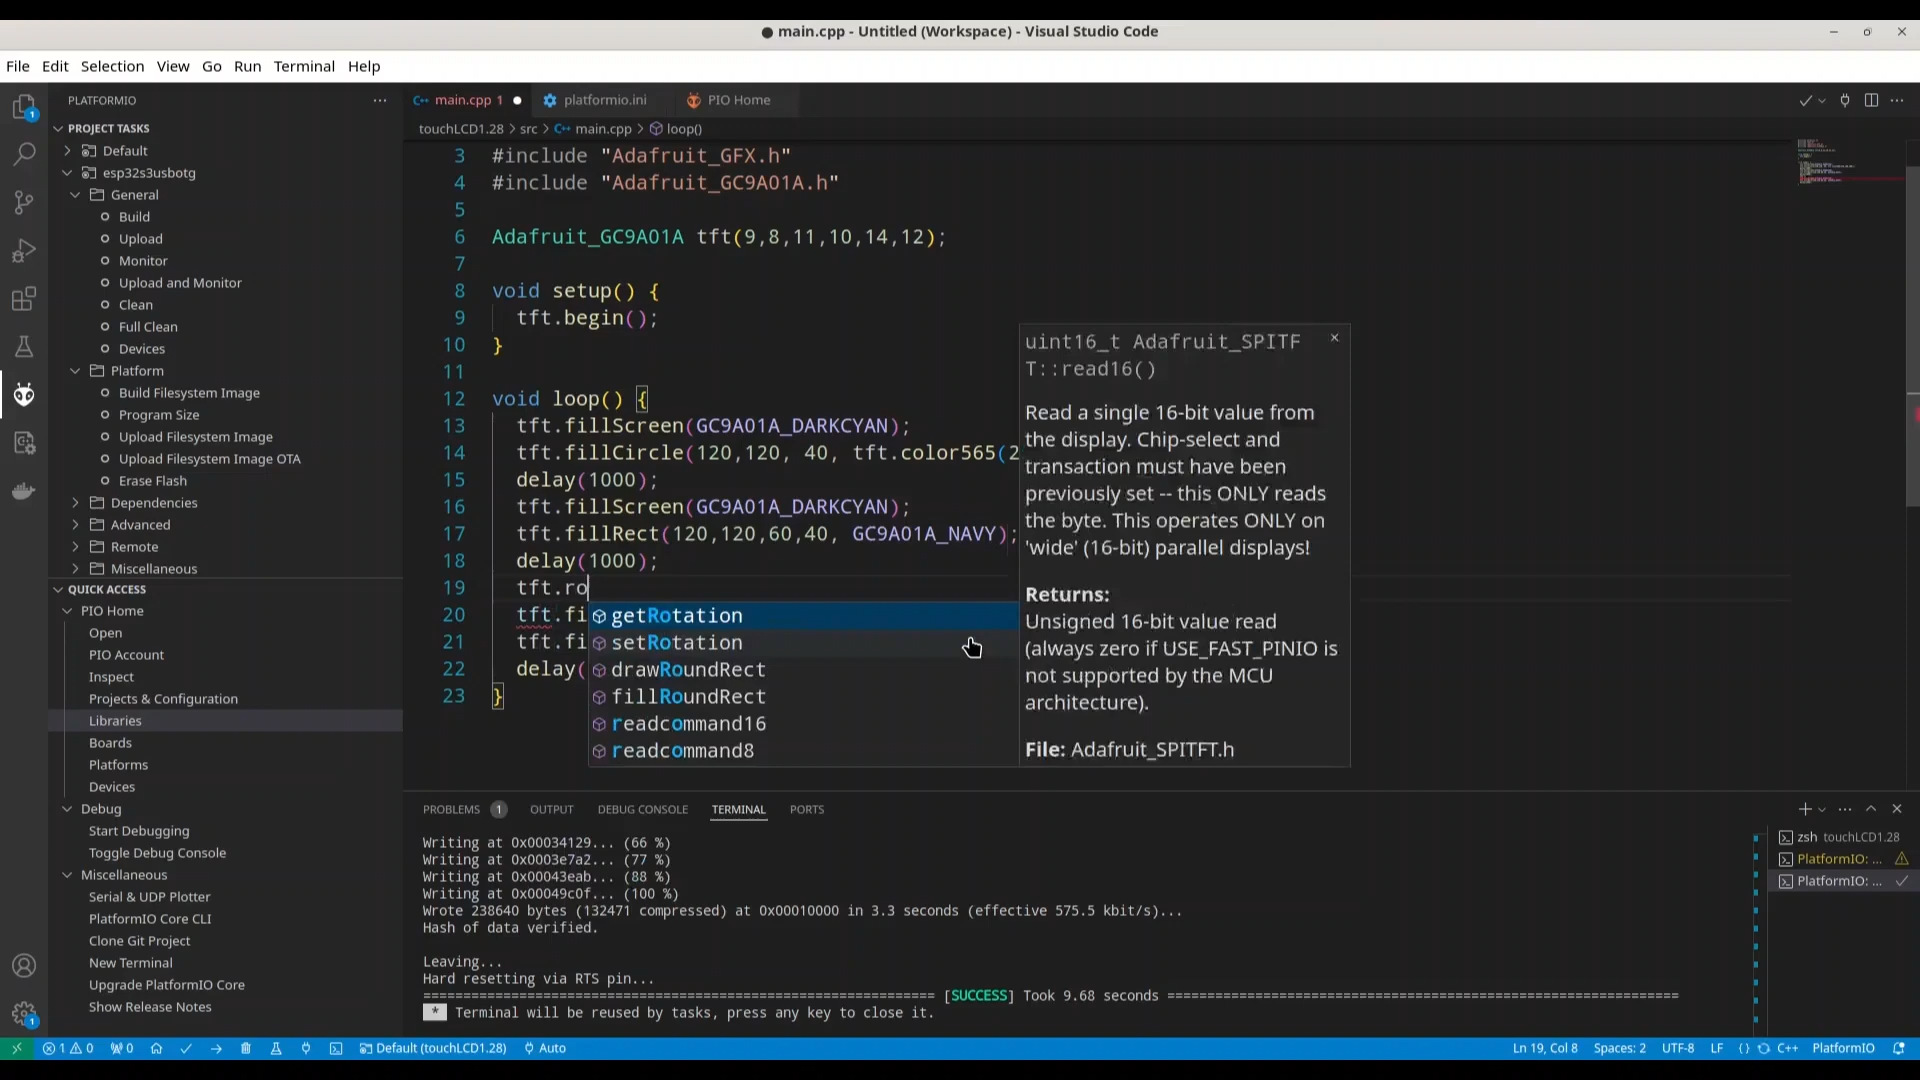 main.cpp - Untitled (Workspace) - Visual Studio Code
File Edit Selection View Go Run Terminal Help
PLATFORMIO
PROJECT TASKS
Default
esp32s3usbotg
General
Build
Upload
Monitor
Upload and Monitor
Clean
Full Clean
Devices
Platform
Build Filesystem Image
Program Size
Upload Filesystem Image
Upload Filesystem Image OTA
Erase Flash
Dependencies
Advanced
Remote
Miscellaneous
QUICK ACCESS
PIO Home
Open
PIO Account
Inspect
Projects & Configuration
Libraries
Boards
Platforms
Devices
Debug
Start Debugging
Toggle Debug Console
Miscellaneous
Serial & UDP Plotter
PlatformIO Core CLI
Clone Git Project
New Terminal
Upgrade PlatformIO Core
Show Release Notes
1
1
main.cpp 1 platformio.ini PIO Home
touchLCD1.28 > src > main.cpp > loop()
3 #include "Adafruit_GFX.h"
4 #include "Adafruit_GC9A01A.h"
5
6 Adafruit_GC9A01A tft(9,8,11,10,14,12);
7
8 void setup() {
9 tft.begin();
10 }
11
12 void loop() {
13 tft.fillScreen(GC9A01A_DARKCYAN);
14 tft.fillCircle(120,120, 40, tft.color565(2
15 delay(1000);
16 tft.fillScreen(GC9A01A_DARKCYAN);
17 tft.fillRect(120,120,60,40, GC9A01A_NAVY);
18 delay(1000);
19 tft.ro
20 tft.fi
21 tft.fi
22 delay(
23 }
getRotation
setRotation
drawRoundRect
fillRoundRect
readcommand16
readcommand8
uint16_t Adafruit_SPITF
T::read16()
Read a single 16-bit value from
the display. Chip-select and
transaction must have been
previously set -- this ONLY reads
the byte. This operates ONLY on
'wide' (16-bit) parallel displays!
Returns:
Unsigned 16-bit value read
(always zero if USE_FAST_PINIO is
not supported by the MCU
architecture).
File: Adafruit_SPITFT.h
PROBLEMS 1 OUTPUT DEBUG CONSOLE TERMINAL PORTS
Writing at 0x00034129... (66 %)
Writing at 0x0003e7a2... (77 %)
Writing at 0x00043eab... (88 %)
Writing at 0x00049c0f... (100 %)
Wrote 238640 bytes (132471 compressed) at 0x00010000 in 3.3 seconds (effective 575.5 kbit/s)...
Hash of data verified.
Leaving...
Hard resetting via RTS pin...
[SUCCESS] Took 9.68 seconds
* Terminal will be reused by tasks, press any key to close it.
zsh touchLCD1.28
PlatformIO: ...
PlatformIO: ...
1 0 0 Default (touchLCD1.28) Auto
Ln 19, Col 8 Spaces: 2 UTF-8 LF {} C++ PlatformIO